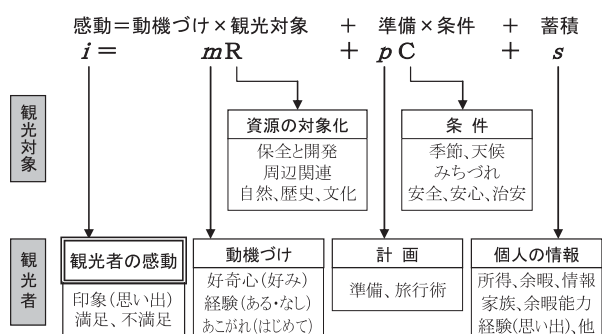 感動＝動機づけ×観光対象 ＋ 準備×条件 ＋ 蓄積
i = mR + pC + s
観光対象
資源の対象化
保全と開発
周辺関連
自然、歴史、文化
条件
季節、天候
みちづれ
安全、安心、治安
観光者
観光者の感動
印象（思い出）
満足、不満足
動機づけ
好奇心（好み）
経験（ある・なし）
あこがれ（はじめて）
計画
準備、旅行術
個人の情報
所得、余暇、情報
家族、余暇能力
経験（思い出）、他